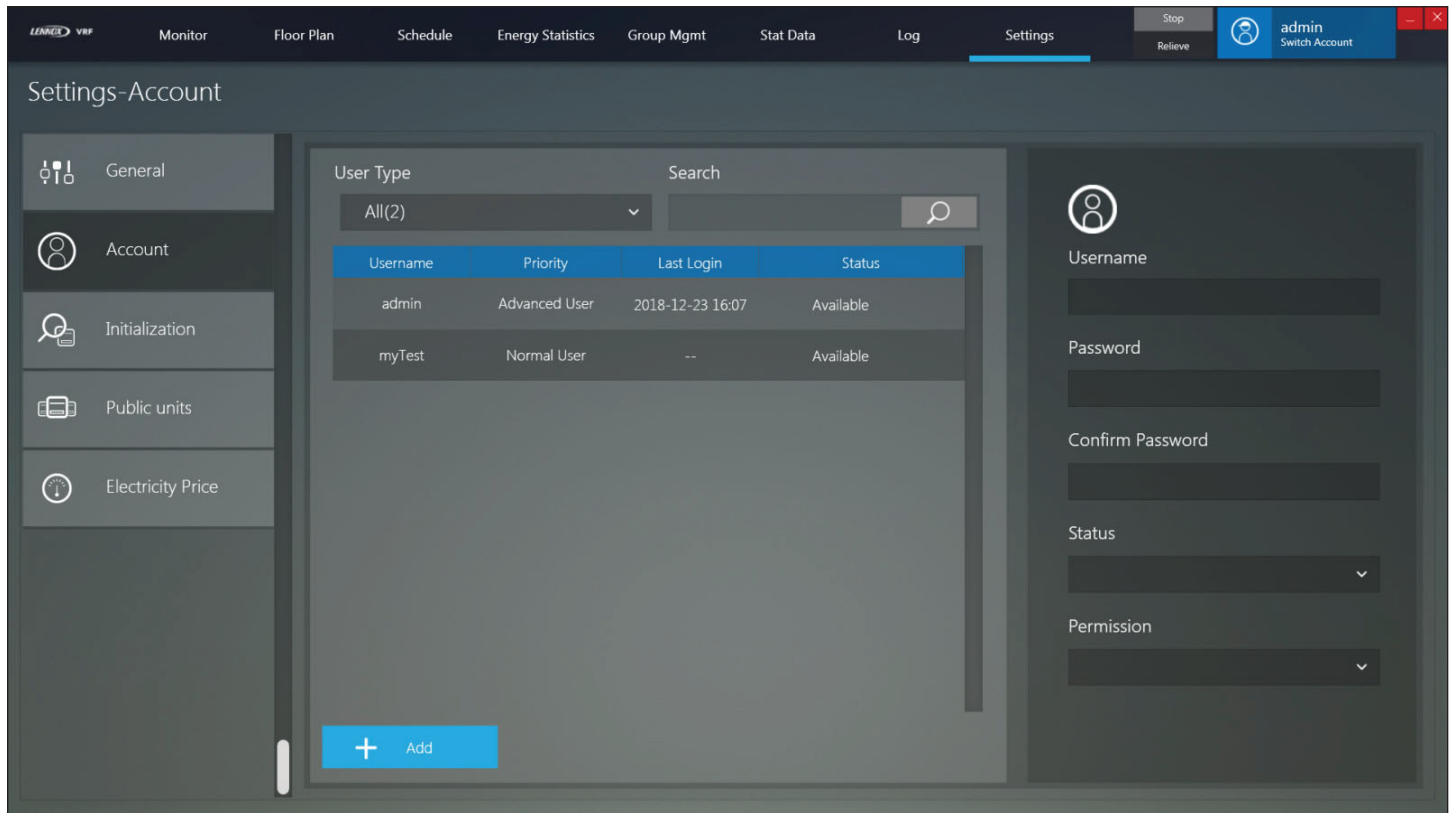 LENNOX VRF Monitor Floor Plan Schedule Energy Statistics Group Mgmt Stat Data Log Settings
Stop
Relieve
admin
Switch Account
Settings-Account
General
Account
Initialization
Public units
Electricity Price
User Type Search
All(2)
Username Priority Last Login Status
admin Advanced User 2018-12-23 16:07 Available
myTest Normal User -- Available
+ Add
Username
Password
Confirm Password
Status
Permission